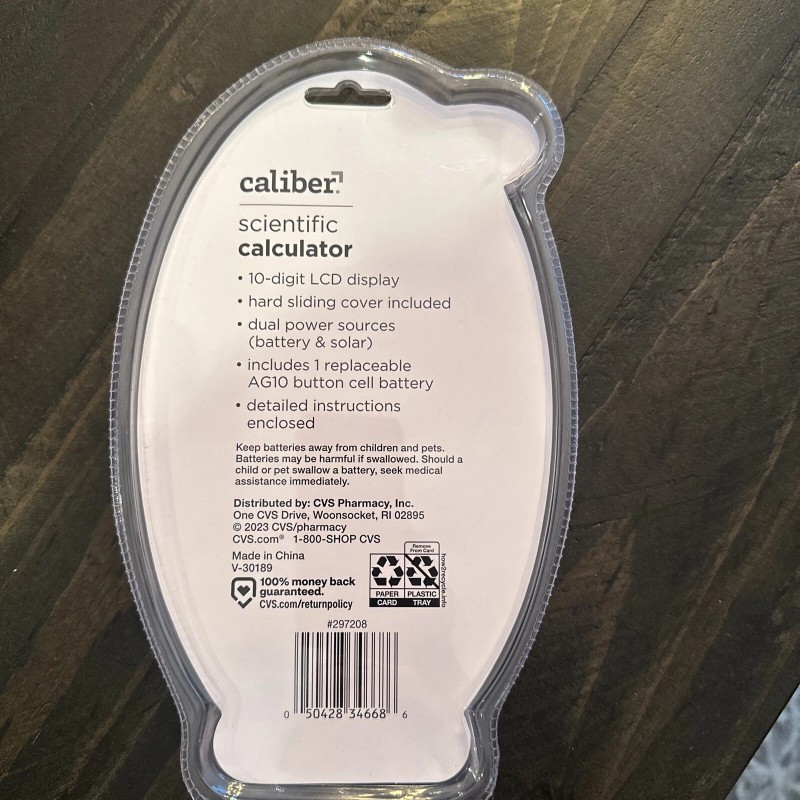 caliber.
scientific
calculator
• 10-digit LCD display
• hard sliding cover included
• dual power sources
(battery & solar)
• includes 1 replaceable
AG10 button cell battery
• detailed instructions
enclosed
Keep batteries away from children and pets.
Batteries may be harmful if swallowed. Should a
child or pet swallow a battery, seek medical
assistance immediately.
Distributed by: CVS Pharmacy, Inc.
One CVS Drive, Woonsocket, RI 02895
© 2023 CVS/pharmacy
CVS.com® 1-800-SHOP CVS
Made in China
V-30189
100% money back
guaranteed.
CVS.com/returnpolicy
Remove
From Card
PAPER
CARD
PLASTIC
TRAY
how2recycle.info
#297208
0 50428 34668 6